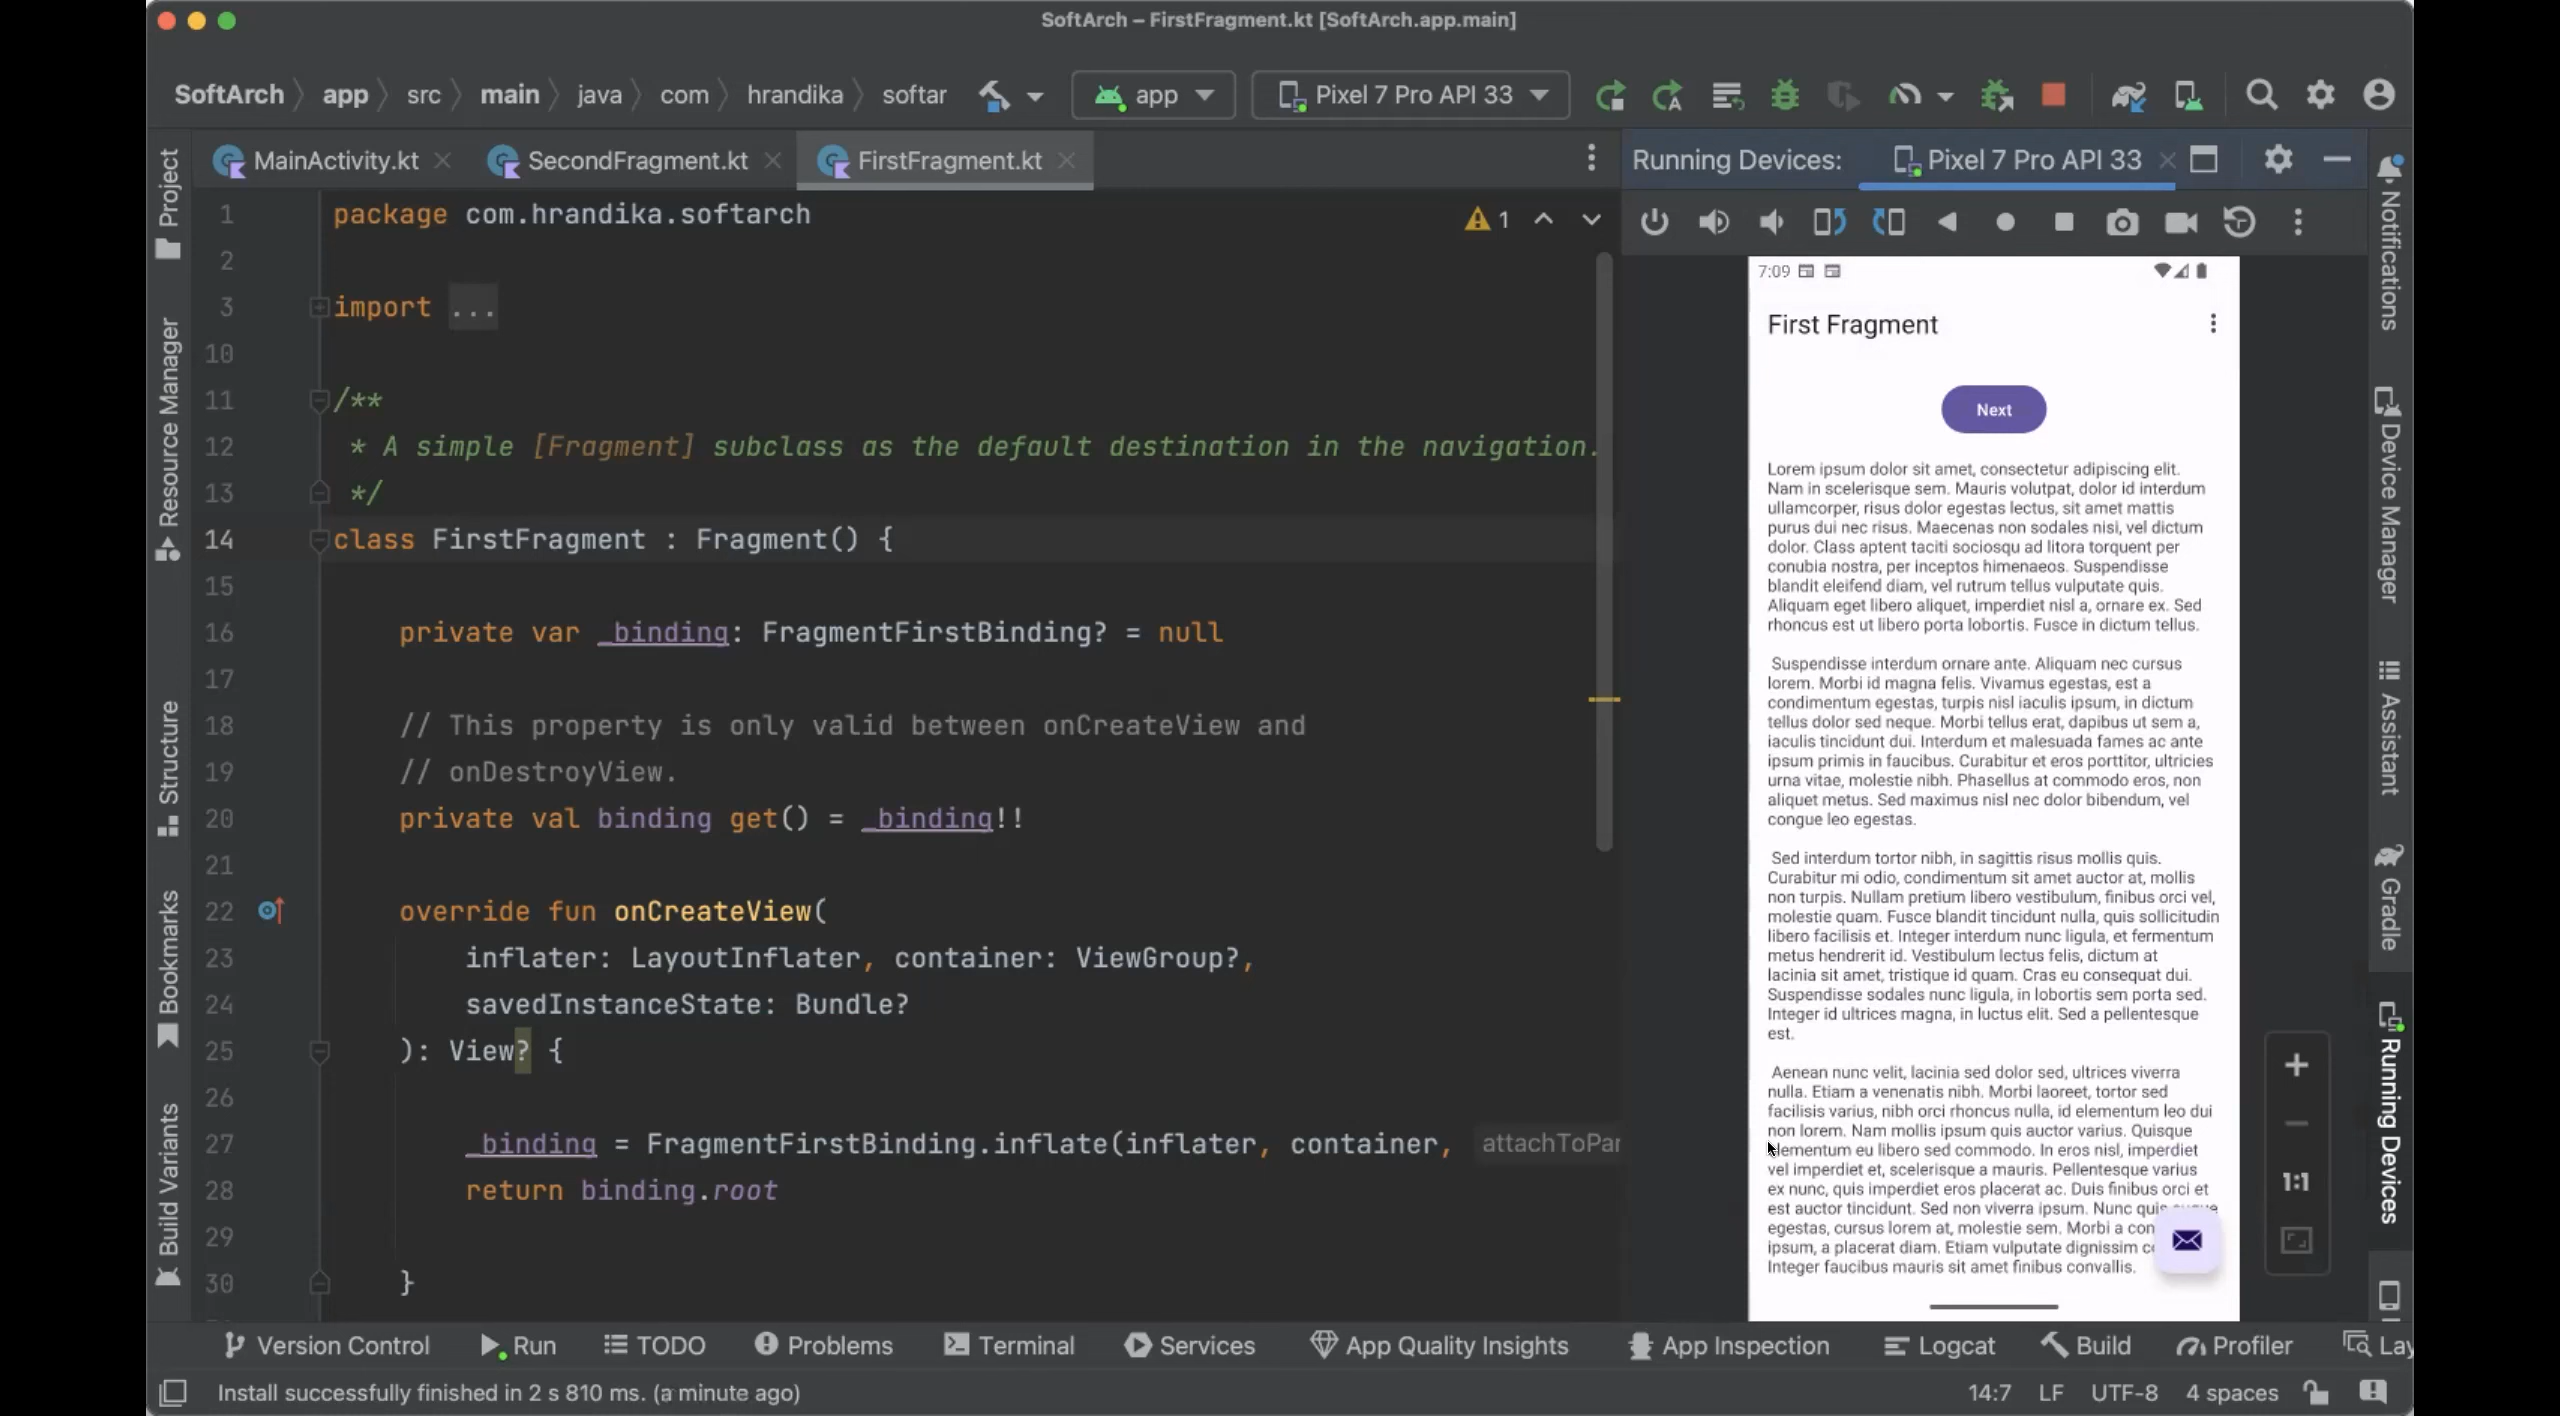 SoftArch – FirstFragment.kt [SoftArch.app.main]
SoftArch app src main java com hrandika softar app Pixel 7 Pro API 33
MainActivity.kt SecondFragment.kt FirstFragment.kt
Running Devices: Pixel 7 Pro API 33
Project
Resource Manager
Structure
Bookmarks
Build Variants
1 package com.hrandika.softarch
1
2
3 import ...
10
11 /**
12 * A simple [Fragment] subclass as the default destination in the navigation.
13 */
14 class FirstFragment : Fragment() {
15
16 private var _binding: FragmentFirstBinding? = null
17
18 // This property is only valid between onCreateView and
19 // onDestroyView.
20 private val binding get() = _binding!!
21
22 override fun onCreateView(
23 inflater: LayoutInflater, container: ViewGroup?,
24 savedInstanceState: Bundle?
25 ): View? {
26
27 _binding = FragmentFirstBinding.inflate(inflater, container, attachToPar
28 return binding.root
29
30 }
7:09
First Fragment
Next
Lorem ipsum dolor sit amet, consectetur adipiscing elit.
Nam in scelerisque sem. Mauris volutpat, dolor id interdum
ullamcorper, risus dolor egestas lectus, sit amet mattis
purus dui nec risus. Maecenas non sodales nisi, vel dictum
dolor. Class aptent taciti sociosqu ad litora torquent per
conubia nostra, per inceptos himenaeos. Suspendisse
blandit eleifend diam, vel rutrum tellus vulputate quis.
Aliquam eget libero aliquet, imperdiet nisl a, ornare ex. Sed
rhoncus est ut libero porta lobortis. Fusce in dictum tellus.
Suspendisse interdum ornare ante. Aliquam nec cursus
lorem. Morbi id magna felis. Vivamus egestas, est a
condimentum egestas, turpis nisl iaculis ipsum, in dictum
tellus dolor sed neque. Morbi tellus erat, dapibus ut sem a,
iaculis tincidunt dui. Interdum et malesuada fames ac ante
ipsum primis in faucibus. Curabitur et eros porttitor, ultricies
urna vitae, molestie nibh. Phasellus at commodo eros, non
aliquet metus. Sed maximus nisl nec dolor bibendum, vel
congue leo egestas.
Sed interdum tortor nibh, in sagittis risus mollis quis.
Curabitur mi odio, condimentum sit amet auctor at, mollis
non turpis. Nullam pretium libero vestibulum, finibus orci vel,
molestie quam. Fusce blandit tincidunt nulla, quis sollicitudin
libero facilisis et. Integer interdum nunc ligula, et fermentum
metus hendrerit id. Vestibulum lectus felis, dictum at
lacinia sit amet, tristique id quam. Cras eu consequat dui.
Suspendisse sodales nunc ligula, in lobortis sem porta sed.
Integer id ultrices magna, in luctus elit. Sed a pellentesque
est.
Aenean nunc velit, lacinia sed dolor sed, ultrices viverra
nulla. Etiam a venenatis nibh. Morbi laoreet, tortor sed
facilisis varius, nibh orci rhoncus nulla, id elementum leo dui
non lorem. Nam mollis ipsum quis auctor varius. Quisque
elementum eu libero sed commodo. In eros nisl, imperdiet
vel imperdiet et, scelerisque a mauris. Pellentesque varius
ex nunc, quis imperdiet eros placerat ac. Duis finibus orci et
est auctor tincidunt. Sed non viverra ipsum. Nunc quis
egestas, cursus lorem at, molestie sem. Morbi a con
ipsum, a placerat diam. Etiam vulputate dignissim c
Integer faucibus mauris sit amet finibus convallis.
1:1
Notifications
Device Manager
Assistant
Gradle
Running Devices
Version Control Run TODO Problems Terminal Services App Quality Insights App Inspection Logcat Build Profiler Lay
Install successfully finished in 2 s 810 ms. (a minute ago) 14:7 LF UTF-8 4 spaces